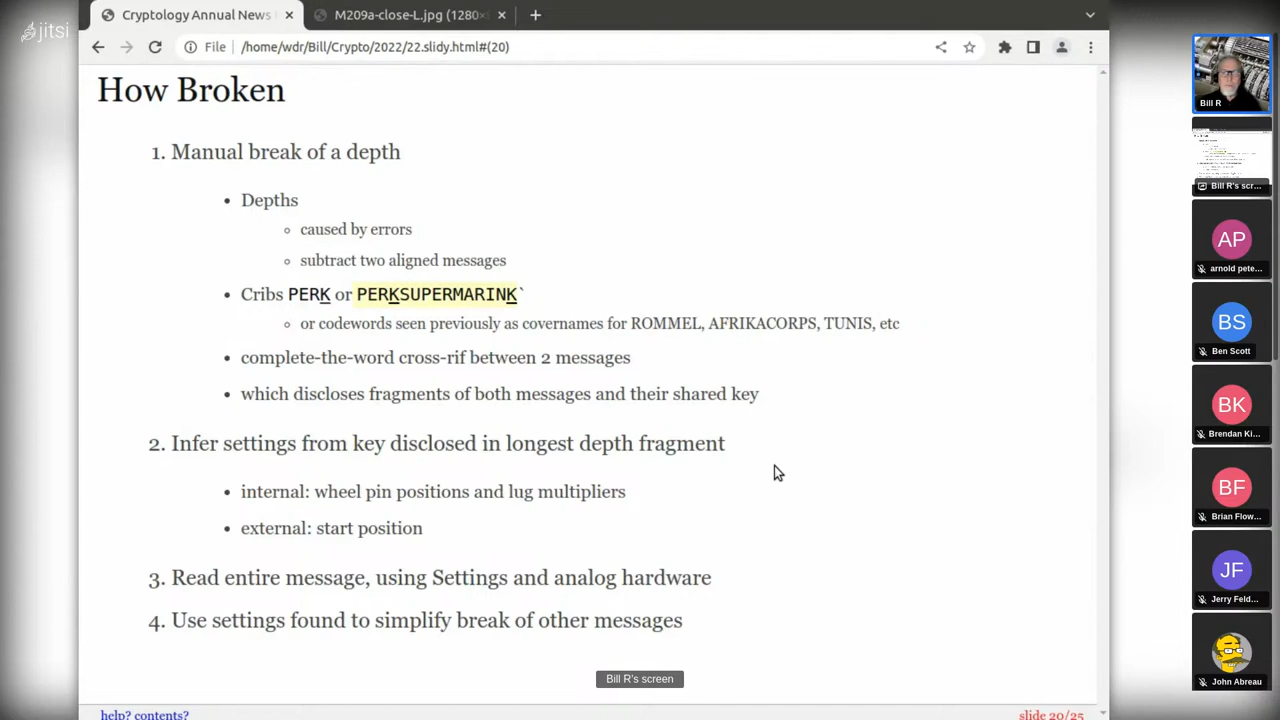 jitsi
Cryptology Annual News
M209a-close-L.jpg (1280×
File
/home/wdr/Bill/Crypto/2022/22.slidy.html#(20)
How Broken
1. Manual break of a depth
Depths
caused by errors
subtract two aligned messages
Cribs PERK or PERKSUPERMARINK`
or codewords seen previously as covernames for ROMMEL, AFRIKACORPS, TUNIS, etc
complete-the-word cross-rif between 2 messages
which discloses fragments of both messages and their shared key
2. Infer settings from key disclosed in longest depth fragment
internal: wheel pin positions and lug multipliers
external: start position
3. Read entire message, using Settings and analog hardware
4. Use settings found to simplify break of other messages
Bill R's screen
help? contents?
slide 20/25
Bill R
Bill R's scr...
AP
arnold pete...
BS
Ben Scott
BK
Brendan Ki...
BF
Brian Flow...
JF
Jerry Feld...
John Abreau